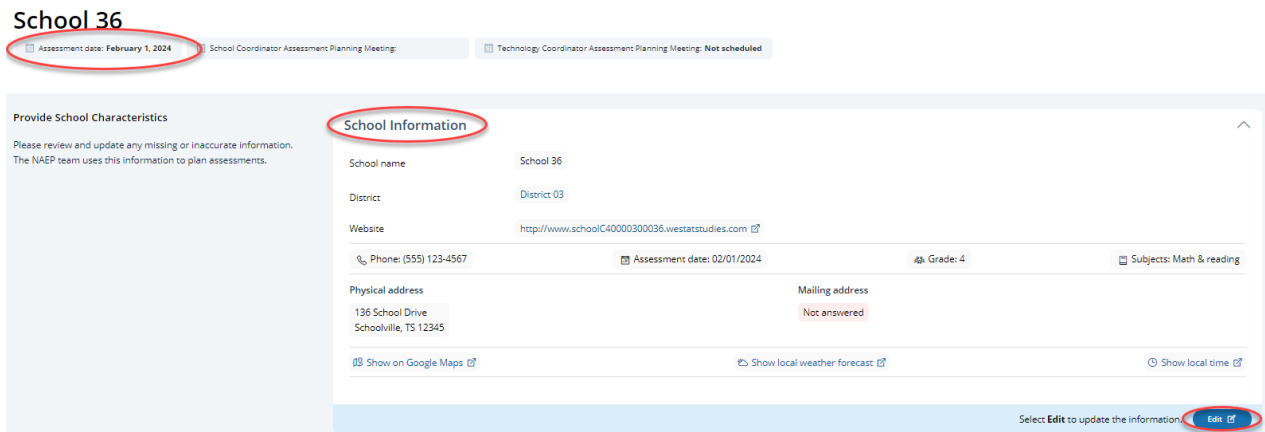 School 36
Assessment date: February 1, 2024
School Coordinator Assessment Planning Meeting:
Technology Coordinator Assessment Planning Meeting: Not scheduled
Provide School Characteristics
Please review and update any missing or inaccurate information.
The NAEP team uses this information to plan assessments.
School Information
School name School 36
District District 03
Website http://www.schoolC40000300036.westatstudies.com
Phone: (555) 123-4567 Assessment date: 02/01/2024 Grade: 4 Subjects: Math & reading
Physical address Mailing address
136 School Drive Not answered
Schoolville, TS 12345
Show on Google Maps Show local weather forecast Show local time
Select Edit to update the information. Edit